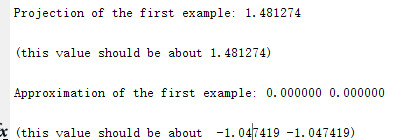 Projection of the first example: 1.481274
(this value should be about 1.481274)
Approximation of the first example: 0.000000 0.000000
(this value should be about  -1.047419 -1.047419)